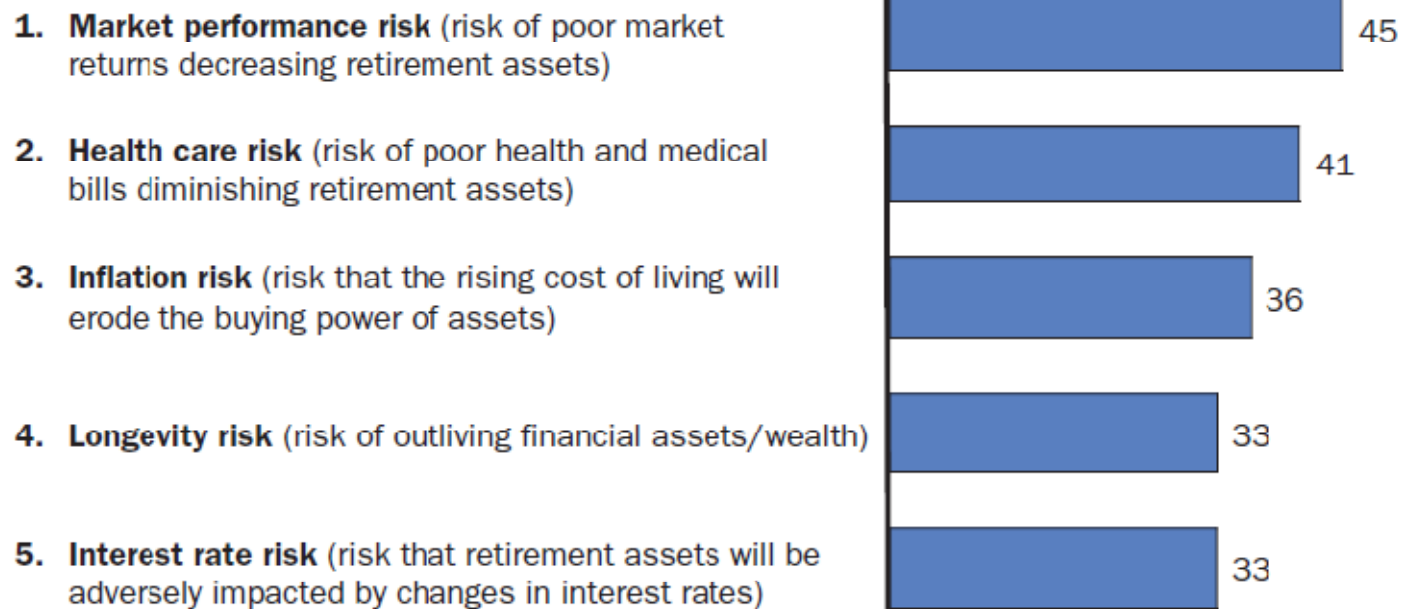 1. Market performance risk (risk of poor market
returns decreasing retirement assets)
45
2. Health care risk (risk of poor health and medical
bills diminishing retirement assets)
41
3. Inflation risk (risk that the rising cost of living will
erode the buying power of assets)
36
4. Longevity risk (risk of outliving financial assets/wealth)
33
5. Interest rate risk (risk that retirement assets will be
adversely impacted by changes in interest rates)
33